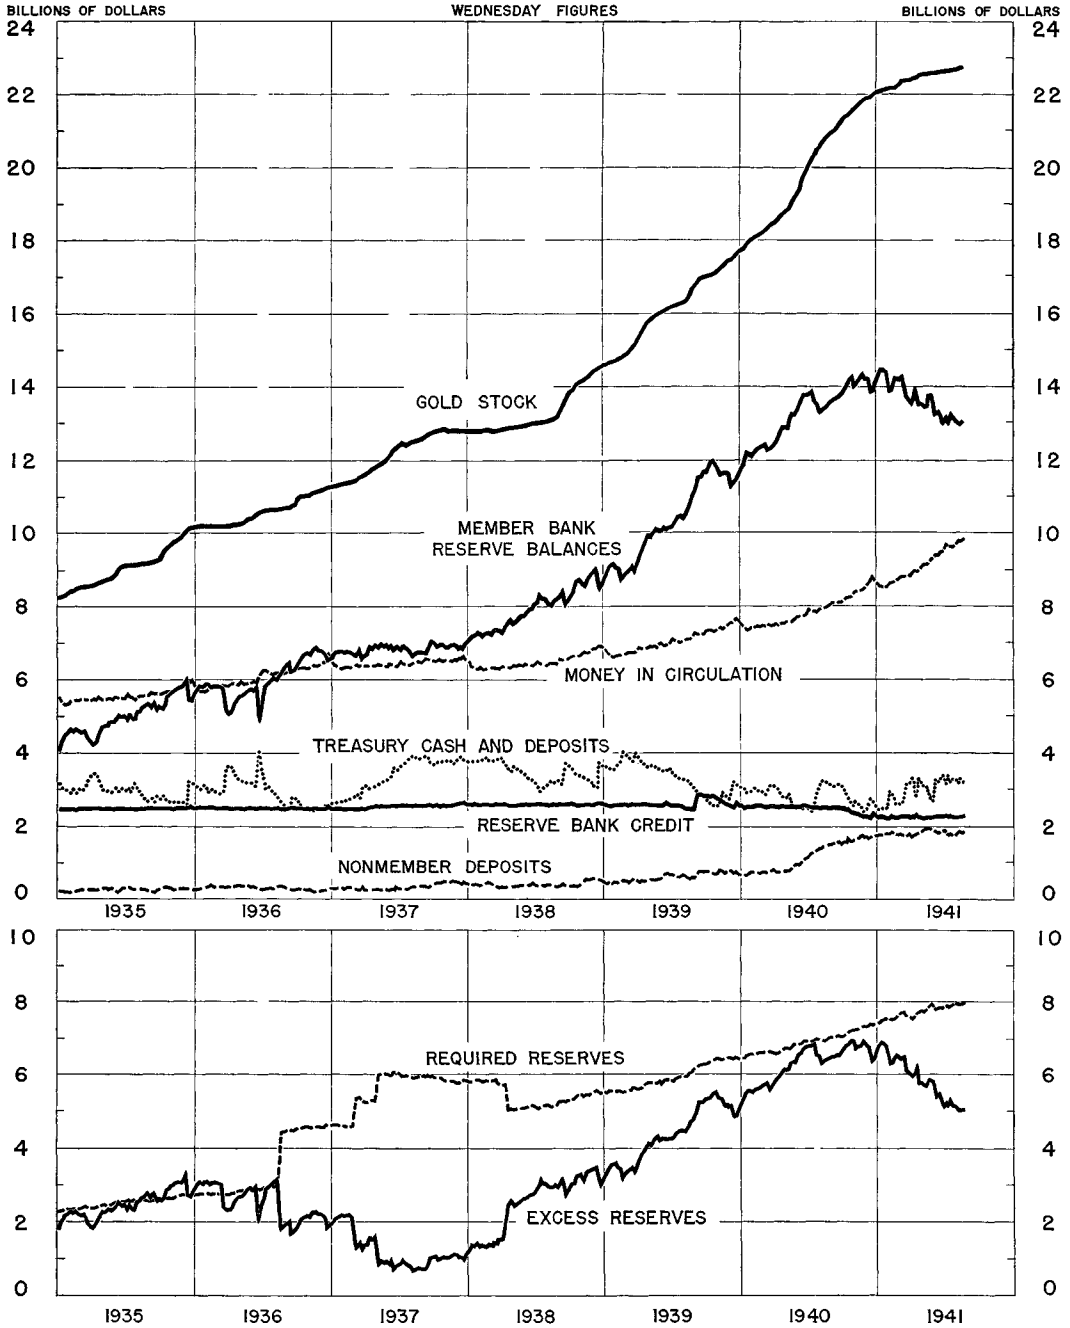 BILLIONS OF DOLLARS WEDNESDAY FIGURES BILLIONS OF DOLLARS
24 24
22 22
20 20
18 18
16 16
14 14
GOLD STOCK
12 12
MEMBER BANK
RESERVE BALANCES
10 10
8 8
MONEY IN CIRCULATION
6 6
TREASURY CASH AND DEPOSITS
4 4
RESERVE BANK CREDIT
2 2
NONMEMBER DEPOSITS
0 0
1935 1936 1937 1938 1939 1940 1941
10 10
8 8
REQUIRED RESERVES
6 6
4 4
EXCESS RESERVES
2 2
0 0
1935 1936 1937 1938 1939 1940 1941